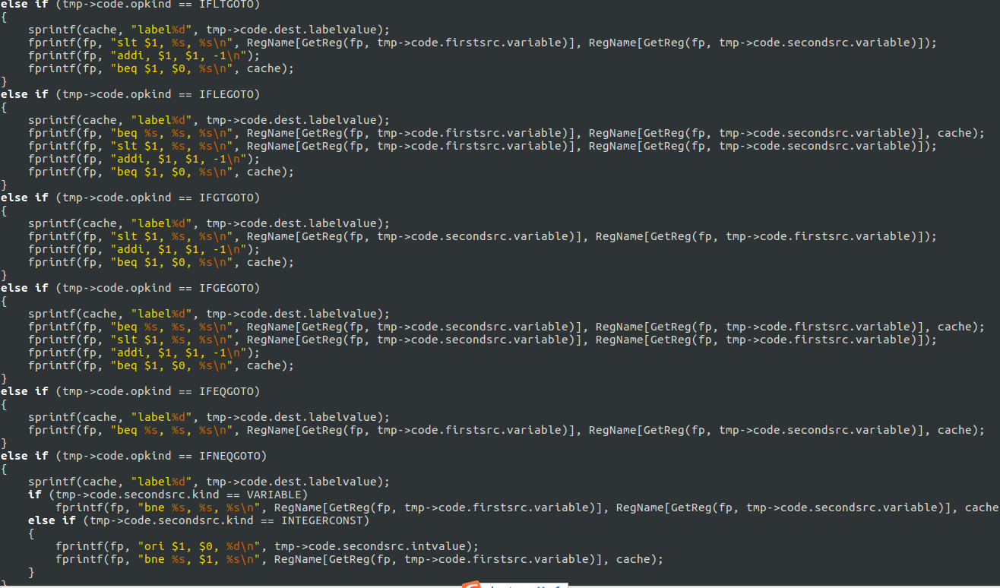 else if (tmp->code.opkind == IFLTGOTO)
{
    sprintf(cache, "label%d", tmp->code.dest.labelvalue);
    fprintf(fp, "slt $1, %s, %s\n", RegName[GetReg(fp, tmp->code.firstsrc.variable)], RegName[GetReg(fp, tmp->code.secondsrc.variable)]);
    fprintf(fp, "addi, $1, $1, -1\n");
    fprintf(fp, "beq $1, $0, %s\n", cache);
}
else if (tmp->code.opkind == IFLEGOTO)
{
    sprintf(cache, "label%d", tmp->code.dest.labelvalue);
    fprintf(fp, "beq %s, %s, %s\n", RegName[GetReg(fp, tmp->code.firstsrc.variable)], RegName[GetReg(fp, tmp->code.secondsrc.variable)], cache);
    fprintf(fp, "slt $1, %s, %s\n", RegName[GetReg(fp, tmp->code.firstsrc.variable)], RegName[GetReg(fp, tmp->code.secondsrc.variable)]);
    fprintf(fp, "addi, $1, $1, -1\n");
    fprintf(fp, "beq $1, $0, %s\n", cache);
}
else if (tmp->code.opkind == IFGTGOTO)
{
    sprintf(cache, "label%d", tmp->code.dest.labelvalue);
    fprintf(fp, "slt $1, %s, %s\n", RegName[GetReg(fp, tmp->code.secondsrc.variable)], RegName[GetReg(fp, tmp->code.firstsrc.variable)]);
    fprintf(fp, "addi, $1, $1, -1\n");
    fprintf(fp, "beq $1, $0, %s\n", cache);
}
else if (tmp->code.opkind == IFGEGOTO)
{
    sprintf(cache, "label%d", tmp->code.dest.labelvalue);
    fprintf(fp, "beq %s, %s, %s\n", RegName[GetReg(fp, tmp->code.secondsrc.variable)], RegName[GetReg(fp, tmp->code.firstsrc.variable)], cache);
    fprintf(fp, "slt $1, %s, %s\n", RegName[GetReg(fp, tmp->code.secondsrc.variable)], RegName[GetReg(fp, tmp->code.firstsrc.variable)]);
    fprintf(fp, "addi, $1, $1, -1\n");
    fprintf(fp, "beq $1, $0, %s\n", cache);
}
else if (tmp->code.opkind == IFEQGOTO)
{
    sprintf(cache, "label%d", tmp->code.dest.labelvalue);
    fprintf(fp, "beq %s, %s, %s\n", RegName[GetReg(fp, tmp->code.firstsrc.variable)], RegName[GetReg(fp, tmp->code.secondsrc.variable)], cache);
}
else if (tmp->code.opkind == IFNEQGOTO)
{
    sprintf(cache, "label%d", tmp->code.dest.labelvalue);
    if (tmp->code.secondsrc.kind == VARIABLE)
        fprintf(fp, "bne %s, %s, %s\n", RegName[GetReg(fp, tmp->code.firstsrc.variable)], RegName[GetReg(fp, tmp->code.secondsrc.variable)], cache
    else if (tmp->code.secondsrc.kind == INTEGERCONST)
    {
        fprintf(fp, "ori $1, $0, %d\n", tmp->code.secondsrc.intvalue);
        fprintf(fp, "bne %s, $1, %s\n", RegName[GetReg(fp, tmp->code.firstsrc.variable)], cache);
    }
}